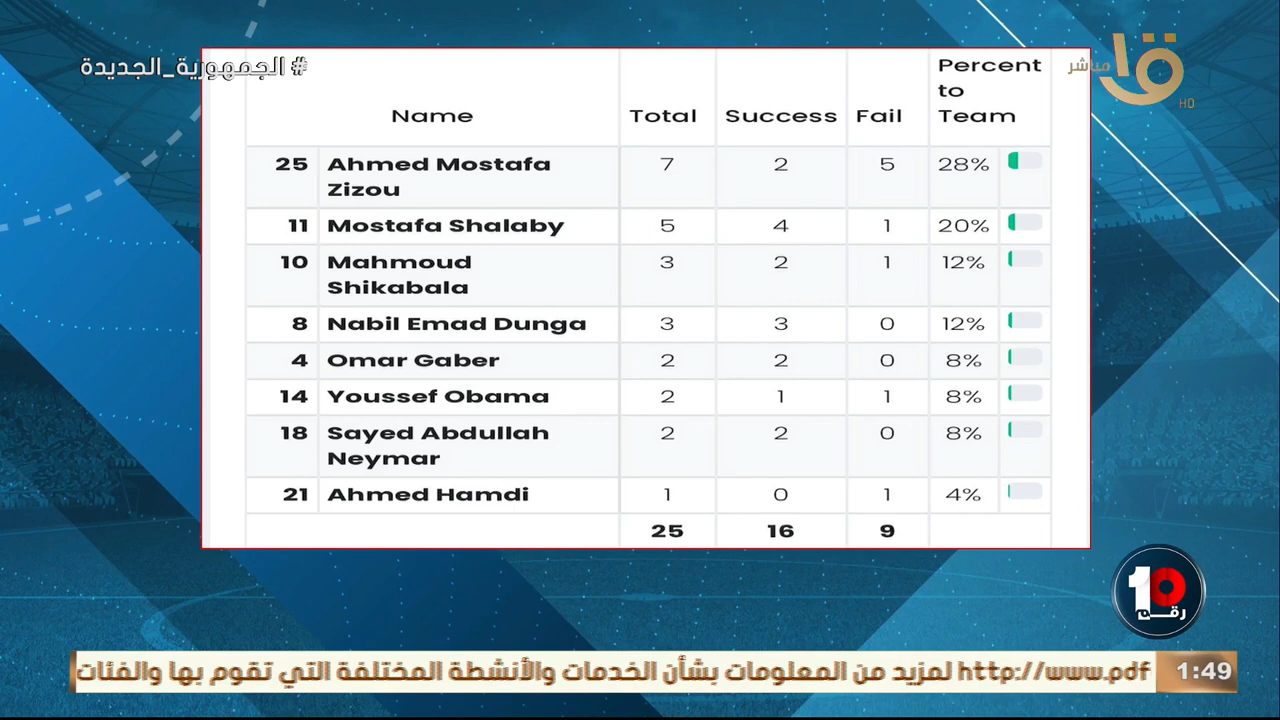 # الجمهورية_الجديدة
مباشر
HD
Name Total Success Fail Percent to Team
25 Ahmed Mostafa Zizou 7 2 5 28%
11 Mostafa Shalaby 5 4 1 20%
10 Mahmoud Shikabala 3 2 1 12%
8 Nabil Emad Dunga 3 3 0 12%
4 Omar Gaber 2 2 0 8%
14 Youssef Obama 2 1 1 8%
18 Sayed Abdullah Neymar 2 2 0 8%
21 Ahmed Hamdi 1 0 1 4%
25 16 9
10
رقم
http://www.pdf لمزيد من المعلومات بشأن الخدمات والأنشطة المختلفة التي تقوم بها والفئات
1:49